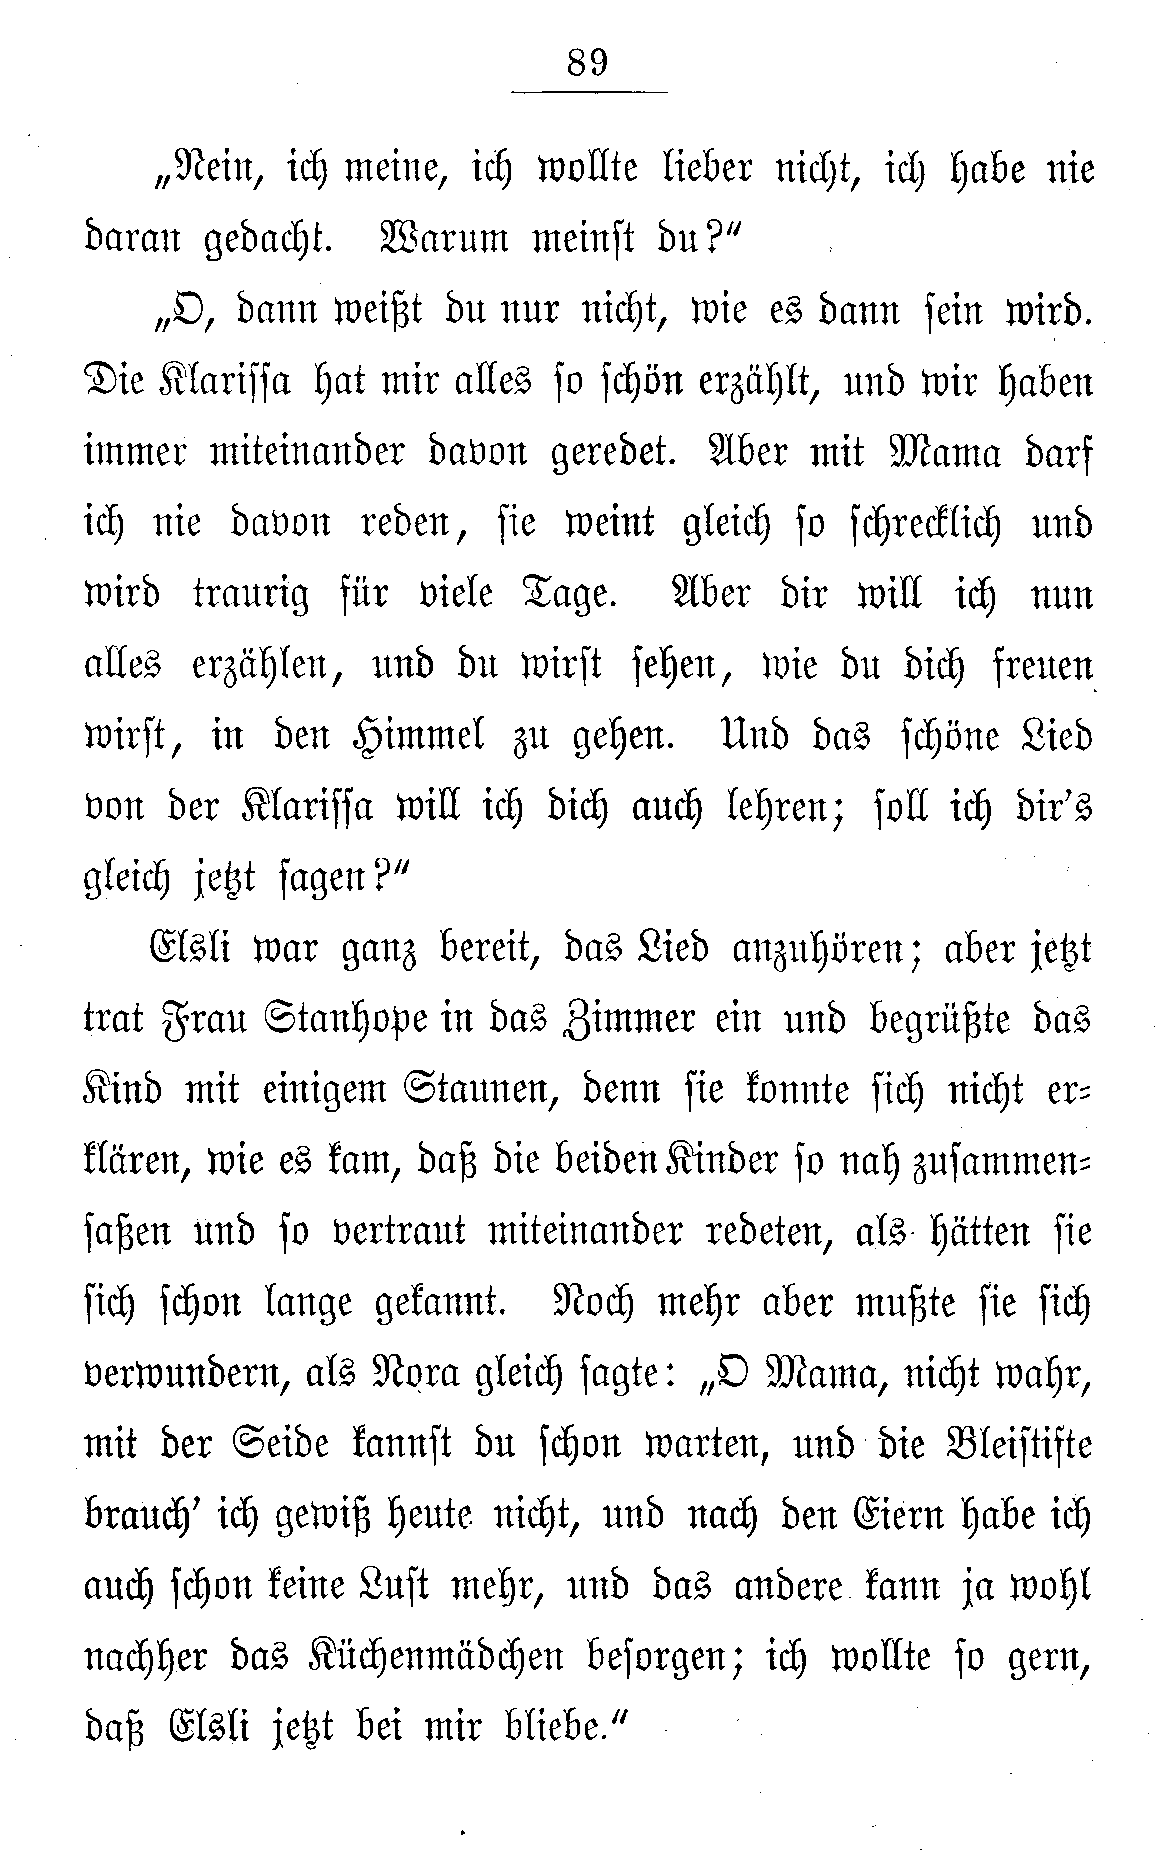 89
„Nein, ich meine, ich wollte lieber nicht, ich habe nie
daran gedacht. Warum meinst du?"
„O, dann weißt du nur nicht, wie es dann sein wird.
Die Klarissa hat mir alles so schön erzählt, und wir haben
immer miteinander davon geredet. Aber mit Mama darf
ich nie davon reden, sie weint gleich so schrecklich und
wird traurig für viele Tage. Aber dir will ich nun
alles erzählen, und du wirst sehen, wie du dich freuen
wirst, in den Himmel zu gehen. Und das schöne Lied
von der Klarissa will ich dich auch lehren; soll ich dir's
gleich jetzt sagen?"
Elsli war ganz bereit, das Lied anzuhören; aber jetzt
trat Frau Stanhope in das Zimmer ein und begrüßte das
Kind mit einigem Staunen, denn sie konnte sich nicht er-
klären, wie es kam, daß die beiden Kinder so nah zusammen-
saßen und so vertraut miteinander redeten, als hätten sie
sich schon lange gekannt. Noch mehr aber mußte sie sich
verwundern, als Nora gleich sagte: „O Mama, nicht wahr,
mit der Seide kannst du schon warten, und die Bleistifte
brauch' ich gewiß heute nicht, und nach den Eiern habe ich
auch schon keine Lust mehr, und das andere kann ja wohl
nachher das Küchenmädchen besorgen; ich wollte so gern,
daß Elsli jetzt bei mir bliebe."